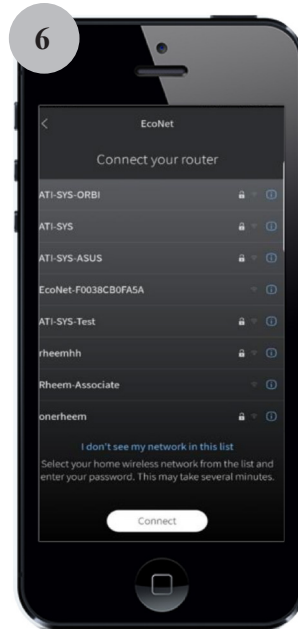 6
EcoNet
Connect your router
ATI-SYS-ORBI
ATI-SYS
ATI-SYS-ASUS
EcoNet-F0038CB0FA5A
ATI-SYS-Test
rheemhh
Rheem-Associate
onerheem
I don't see my network in this list
Select your home wireless network from the list and
enter your password. This may take several minutes.
Connect